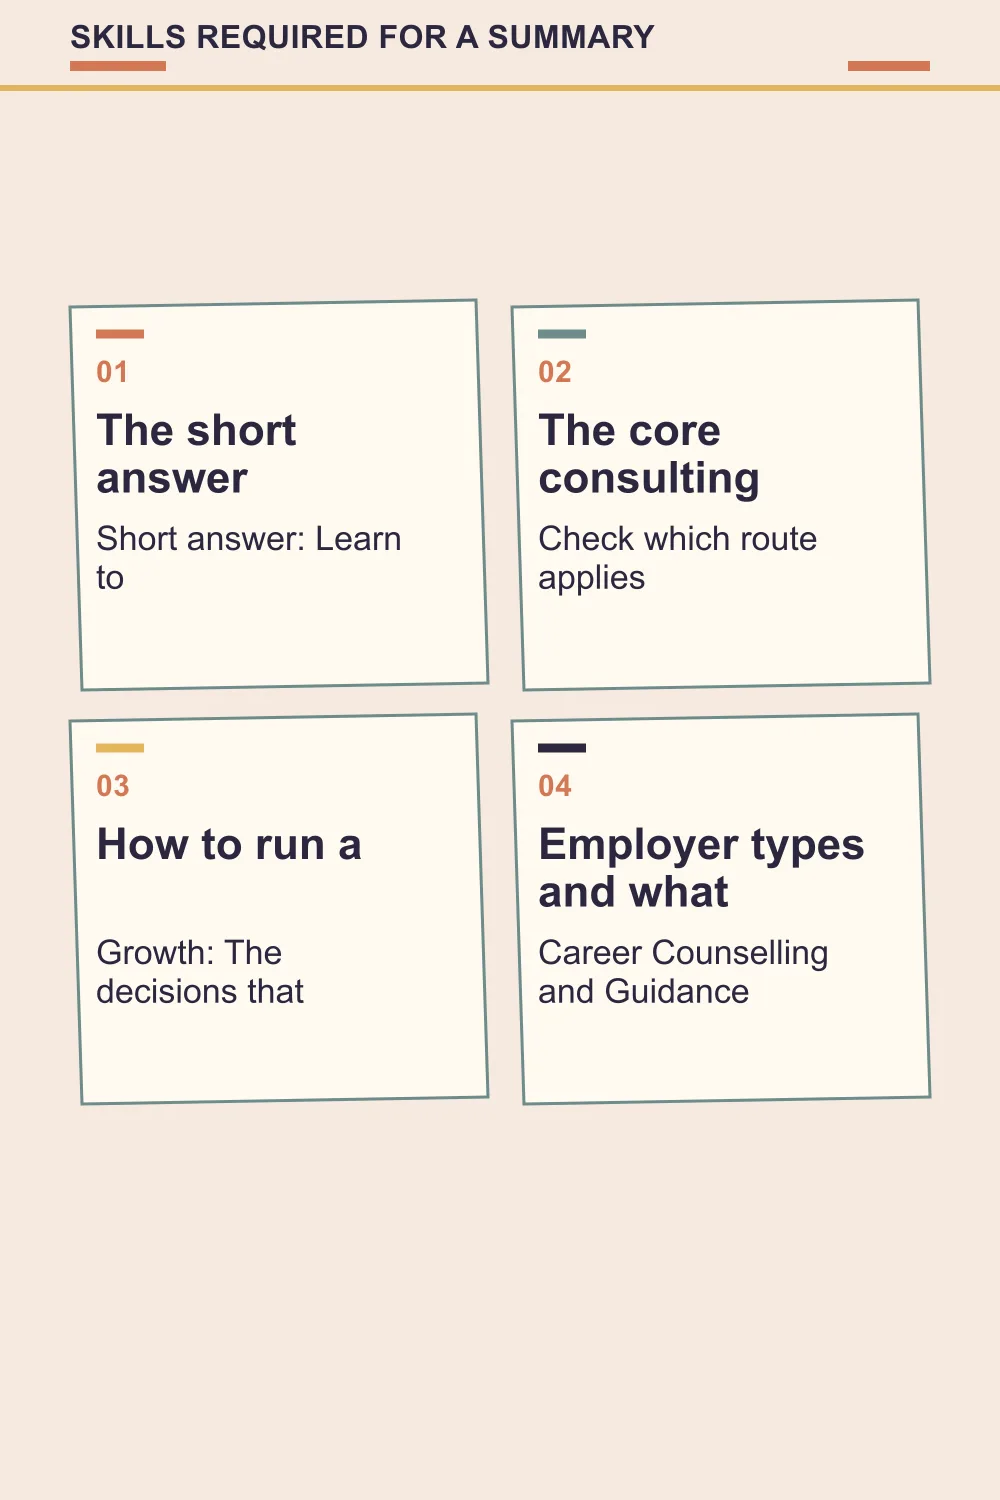 SKILLS REQUIRED FOR A SUMMARY
01
The short
answer
Short answer: Learn
to
02
The core
consulting
Check which route
applies
03
How to run a
Growth: The
decisions that
04
Employer types
and what
Career Counselling
and Guidance